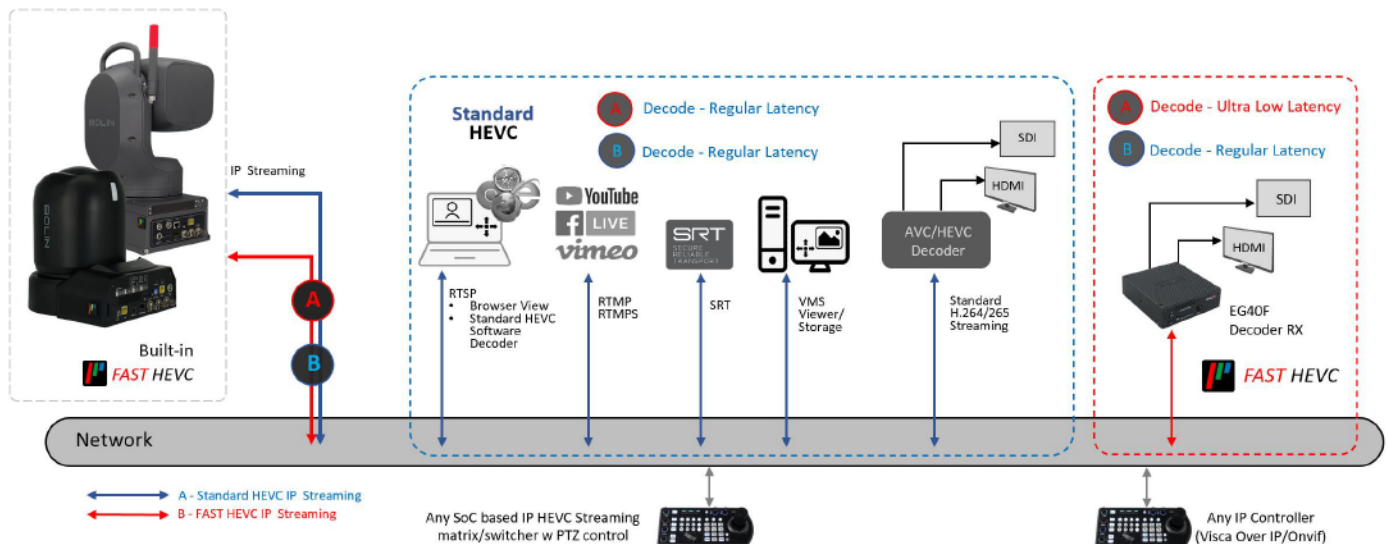 BOLIN
BOLIN
IP Streaming
A
B
Built-in
FAST HEVC
Standard
HEVC
A Decode - Regular Latency
B Decode - Regular Latency
YouTube
f LIVE
vimeo
SRT
SECURE
RELIABLE
TRANSPORT
AVC/HEVC
Decoder
SDI
HDMI
RTSP
• Browser View
• Standard HEVC
Software
Decoder
RTMP
RTMPS
SRT
VMS
Viewer/
Storage
Standard
H.264/265
Streaming
A Decode - Ultra Low Latency
B Decode - Regular Latency
SDI
HDMI
EG40F
Decoder RX
FAST HEVC
Network
A - Standard HEVC IP Streaming
B - FAST HEVC IP Streaming
Any SoC based IP HEVC Streaming
matrix/switcher w PTZ control
Any IP Controller
(Visca Over IP/Onvif)